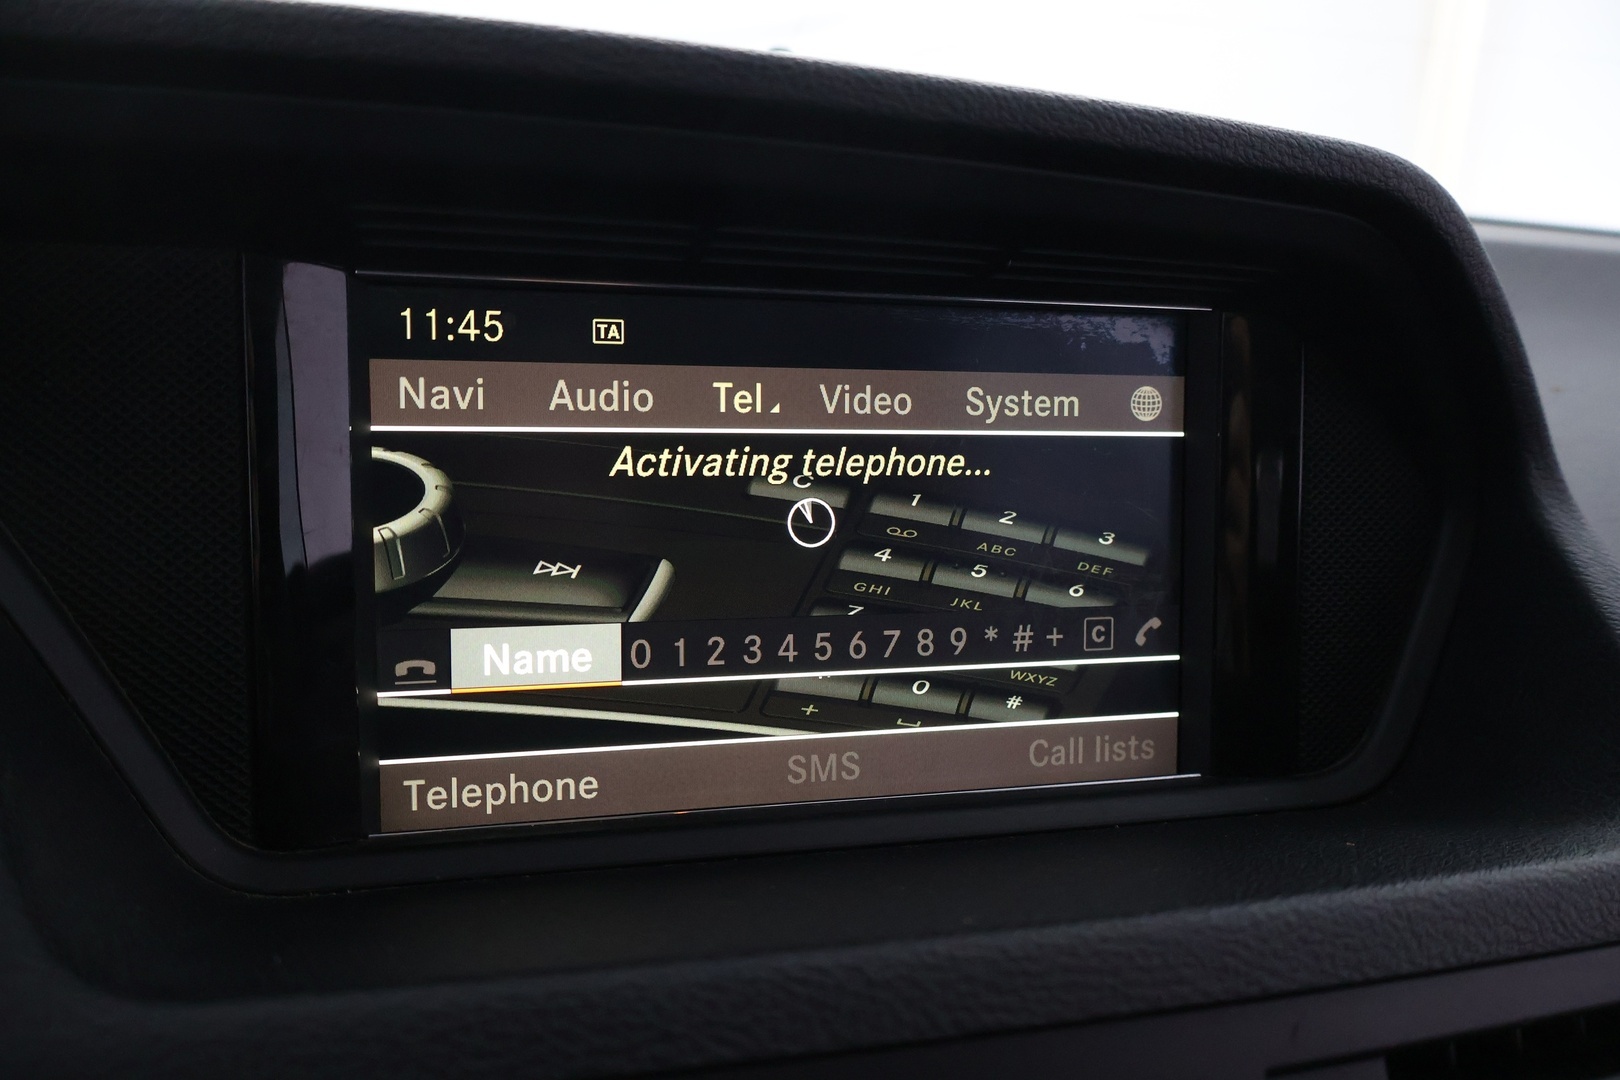 11:45 TA
Navi Audio Tel Video System
Activating telephone...
C
1 2 3
ABC DEF
4 5 6
GHI JKL
7
Name 0 1 2 3 4 5 6 7 8 9 * # + C
WXYZ
0 #
+
Telephone SMS Call lists